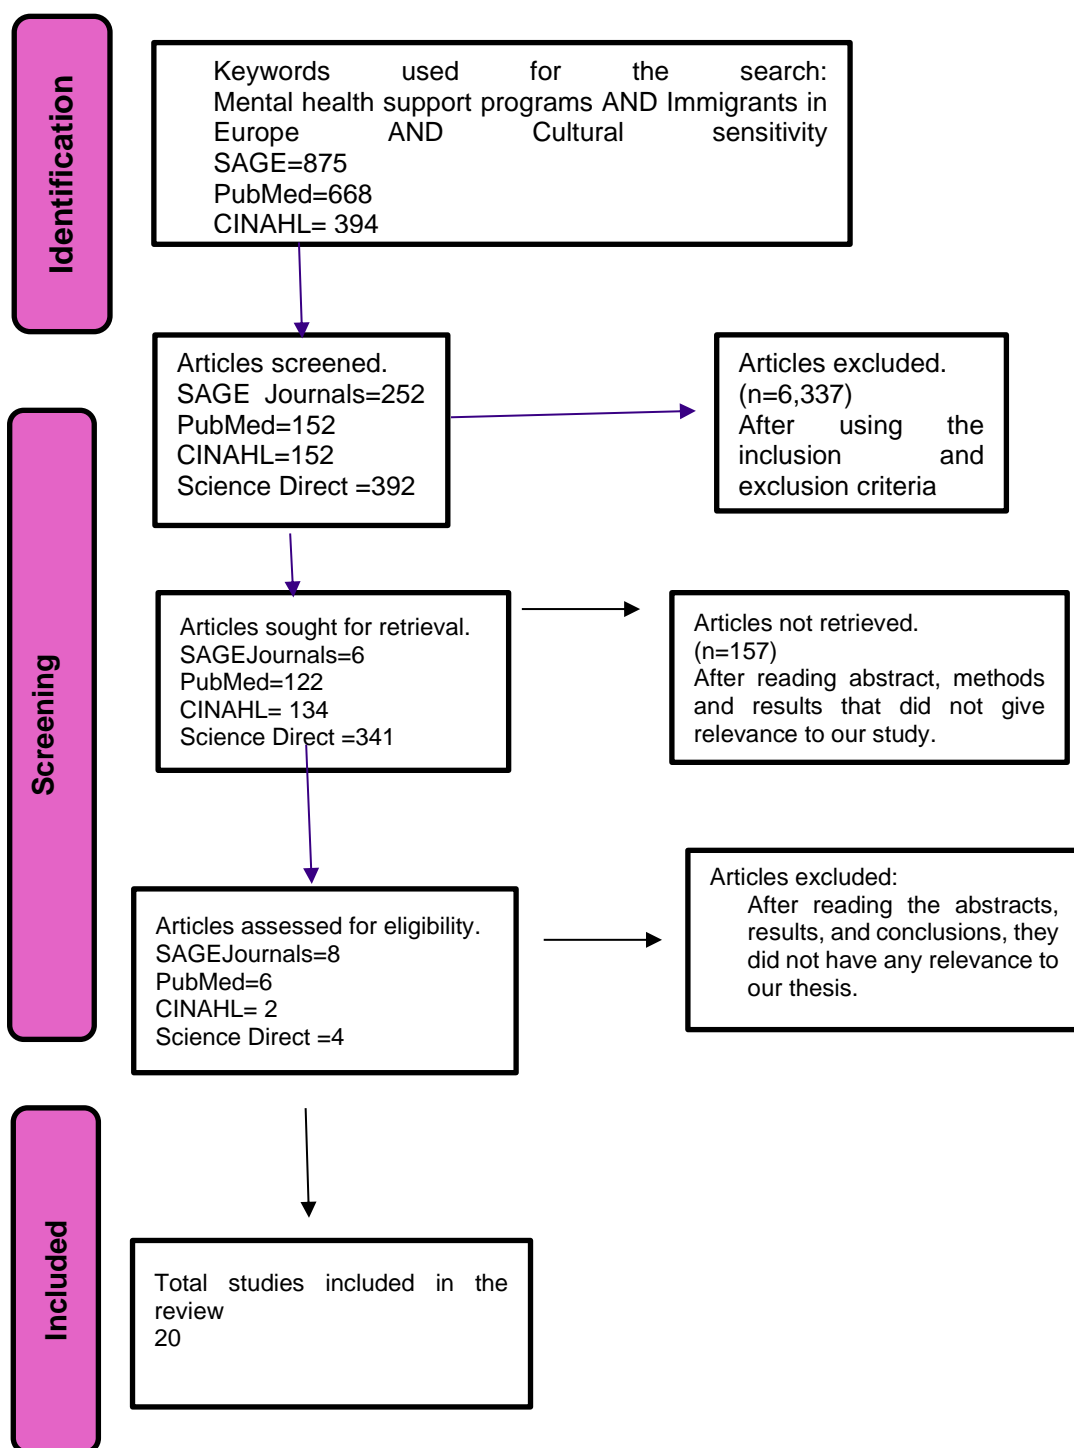 Identification
Keywords used for the search:
Mental health support programs AND Immigrants in
Europe AND Cultural sensitivity
SAGE=875
PubMed=668
CINAHL= 394
Screening
Articles screened.
SAGE Journals=252
PubMed=152
CINAHL=152
Science Direct =392
Articles excluded.
(n=6,337)
After using the
inclusion and
exclusion criteria
Articles sought for retrieval.
SAGEJournals=6
PubMed=122
CINAHL= 134
Science Direct =341
Articles not retrieved.
(n=157)
After reading abstract, methods
and results that did not give
relevance to our study.
Articles assessed for eligibility.
SAGEJournals=8
PubMed=6
CINAHL= 2
Science Direct =4
Articles excluded:
After reading the abstracts,
results, and conclusions, they
did not have any relevance to
our thesis.
Included
Total studies included in the
review
20